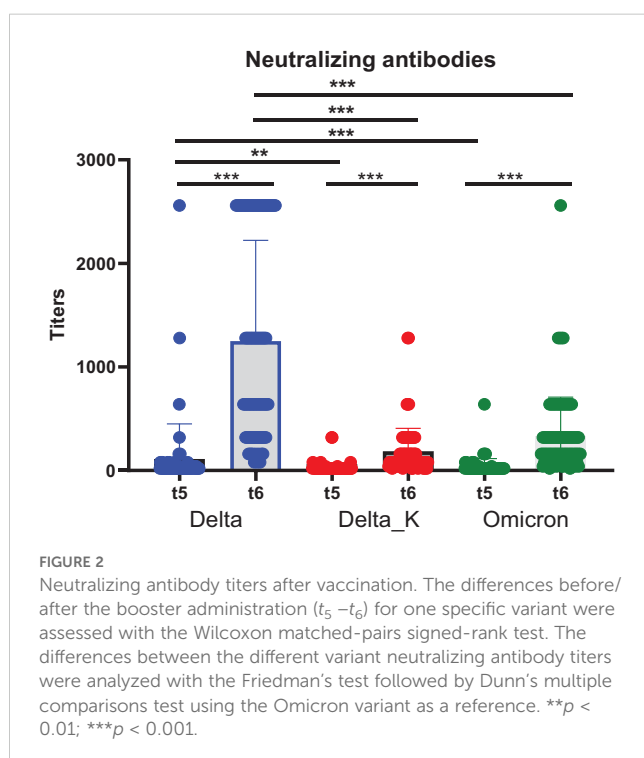 Neutralizing antibodies
***
***
***
**
*** *** ***
3000
2000
1000
0
Titers
t5 t6 t5 t6 t5 t6
Delta Delta_K Omicron
FIGURE 2
Neutralizing antibody titers after vaccination. The differences before/
after the booster administration (t₅ –t₆) for one specific variant were
assessed with the Wilcoxon matched-pairs signed-rank test. The
differences between the different variant neutralizing antibody titers
were analyzed with the Friedman's test followed by Dunn's multiple
comparisons test using the Omicron variant as a reference. **p <
0.01; ***p < 0.001.